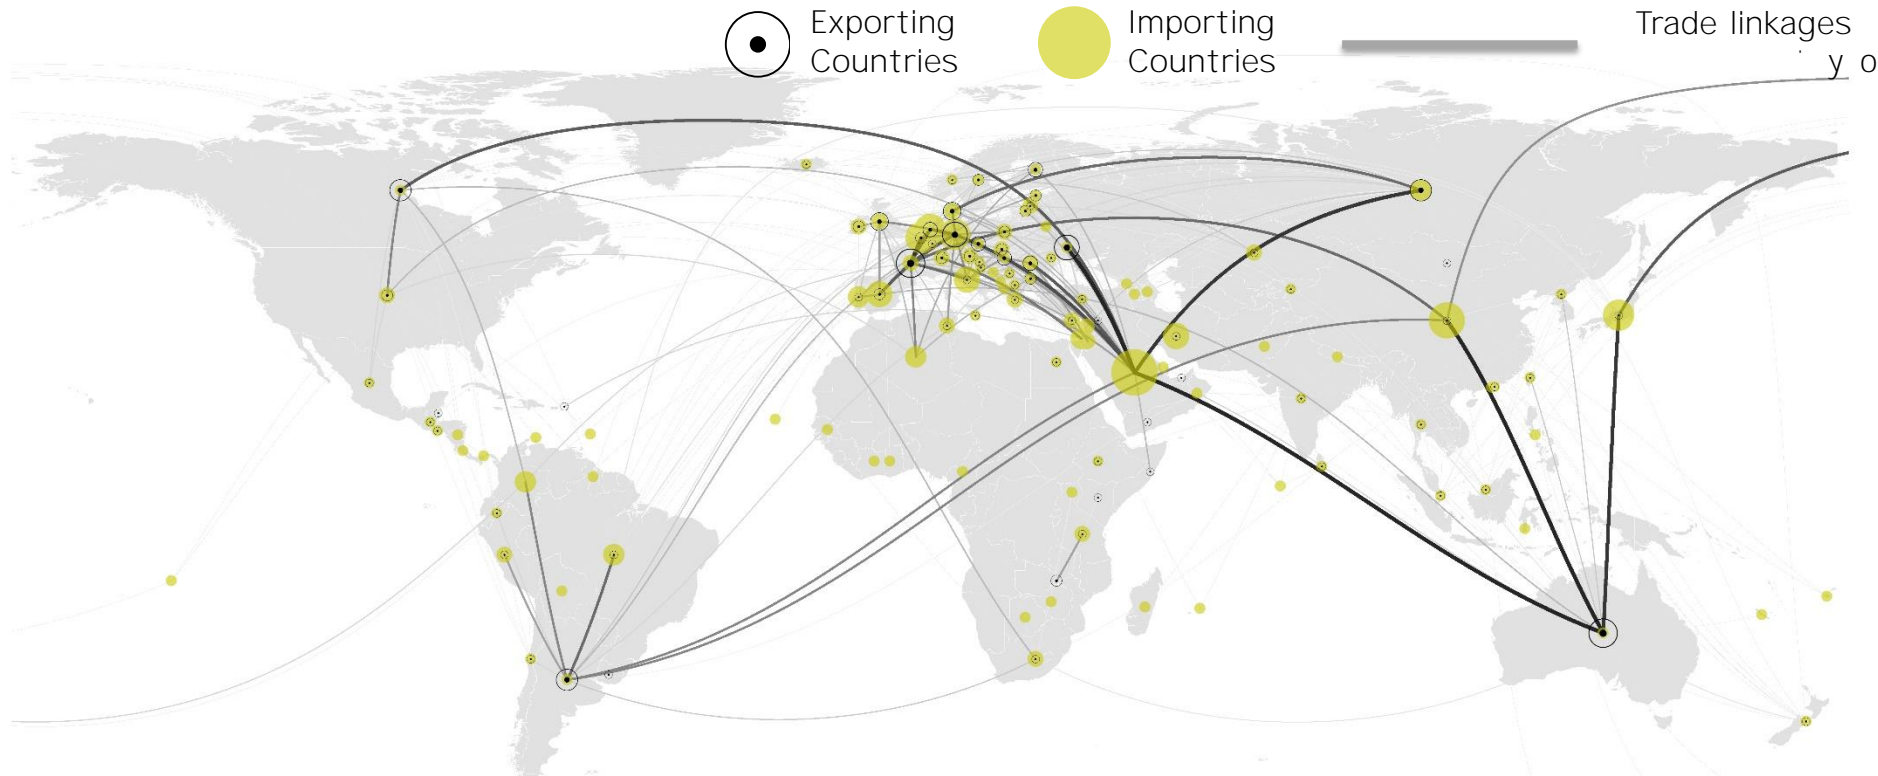 Exporting
Countries
Importing
Countries
Trade linkages
y o